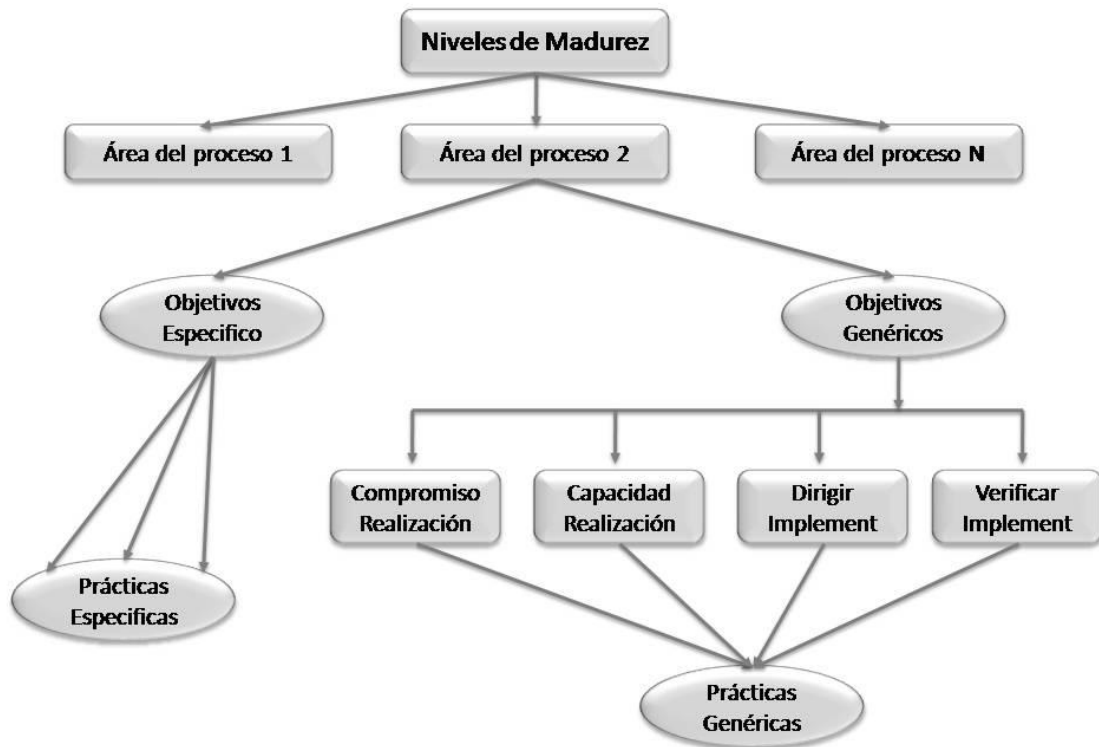 Niveles de Madurez
Área del proceso 1
Área del proceso 2
Área del proceso N
Objetivos
Especifico
Objetivos
Genéricos
Compromiso
Realización
Capacidad
Realización
Dirigir
Implement
Verificar
Implement
Prácticas
Especificas
Prácticas
Genéricas